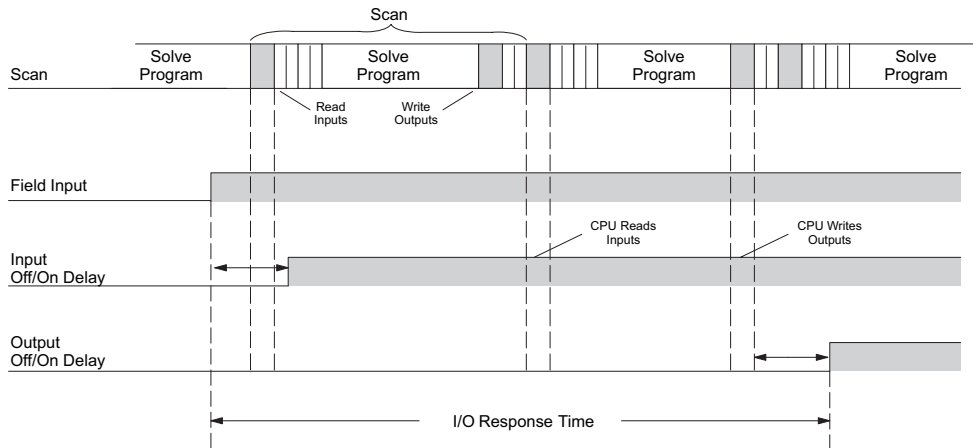 Scan
Solve
Program
Solve
Program
Solve
Program
Solve
Program
Scan
Read
Inputs
Write
Outputs
Field Input
CPU Reads
Inputs
CPU Writes
Outputs
Input
Off/On Delay
Output
Off/On Delay
I/O Response Time